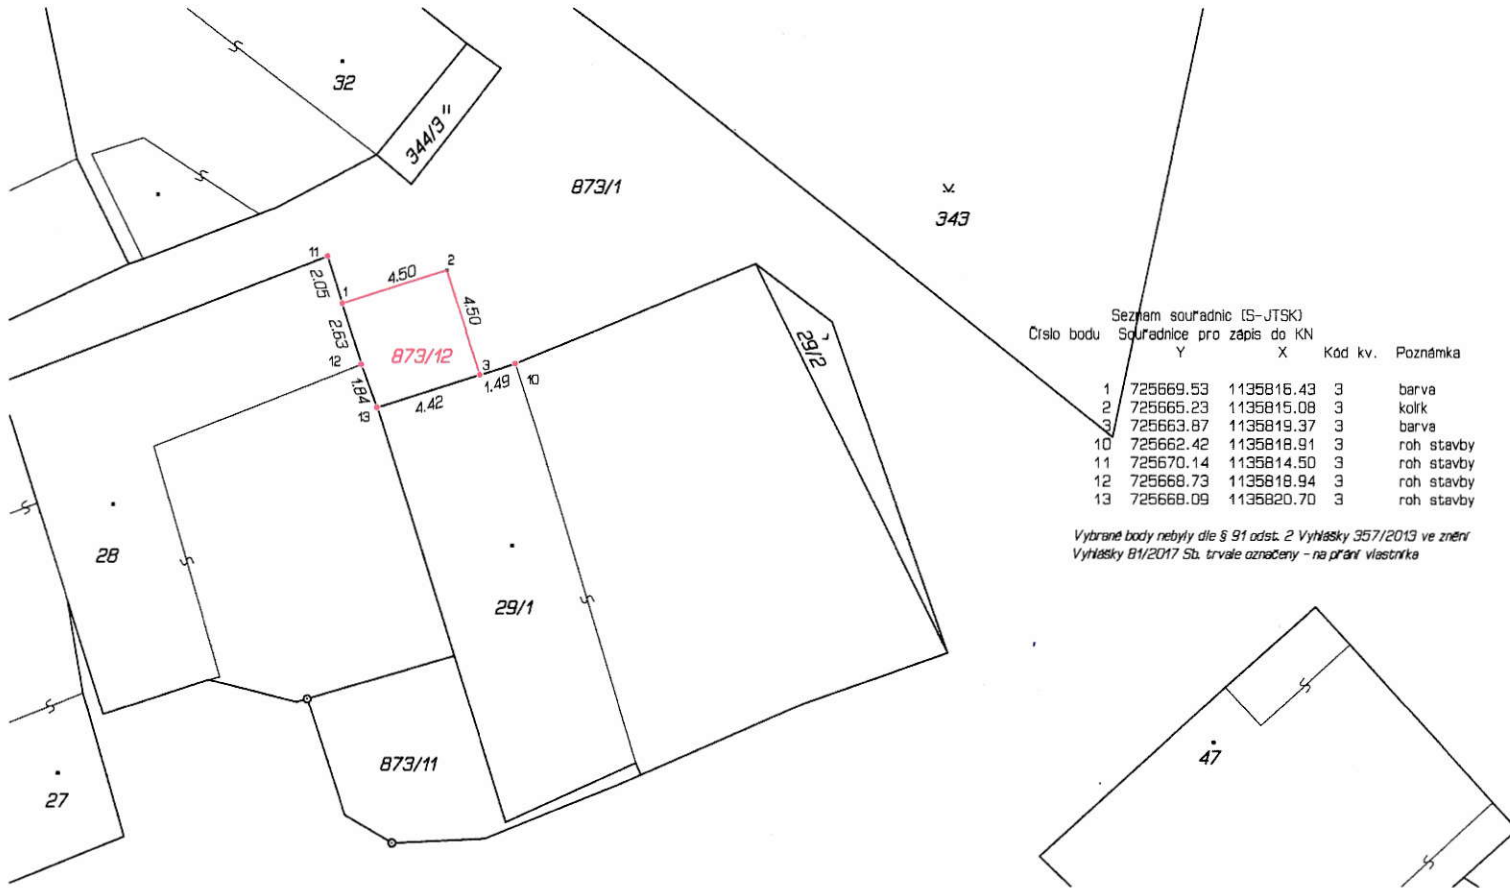 32
344/3 "
873/1
343
11
2.05
1
4.50
2
4.50
2.63
12
873/12
3
1.49
10
1.84
13
4.42
29/2
28
29/1
873/11
27
47
Seznam souřadnic (S-JTSK)
Číslo bodu Souřadnice pro zápis do KN
Y X Kód kv. Poznámka
1 725669.53 1135816.43 3 barva
2 725665.23 1135815.08 3 kolík
3 725663.87 1135819.37 3 barva
10 725662.42 1135818.91 3 roh stavby
11 725670.14 1135814.50 3 roh stavby
12 725668.73 1135818.94 3 roh stavby
13 725668.09 1135820.70 3 roh stavby
Vybrané body nebyly dle § 91 odst. 2 Vyhlášky 357/2013 ve znění
Vyhlášky 81/2017 Sb. trvale označeny - na přání vlastníka